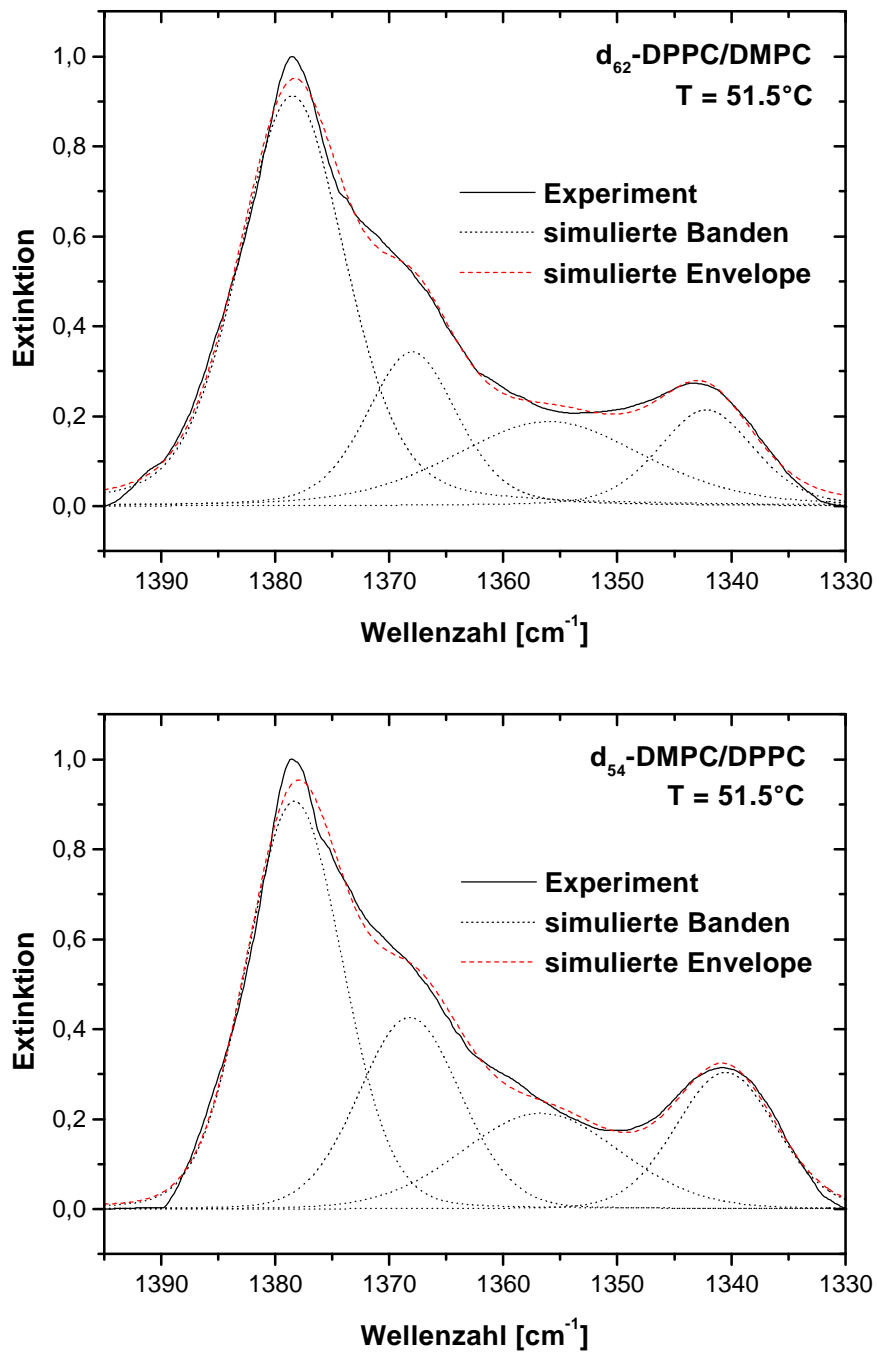 d62-DPPC/DMPC
T = 51.5°C
1,0
0,8
0,6
0,4
0,2
0,0
Extinktion
Experiment
simulierte Banden
simulierte Envelope
1390 1380 1370 1360 1350 1340 1330
Wellenzahl [cm-1]
d54-DMPC/DPPC
T = 51.5°C
1,0
0,8
0,6
0,4
0,2
0,0
Extinktion
Experiment
simulierte Banden
simulierte Envelope
1390 1380 1370 1360 1350 1340 1330
Wellenzahl [cm-1]